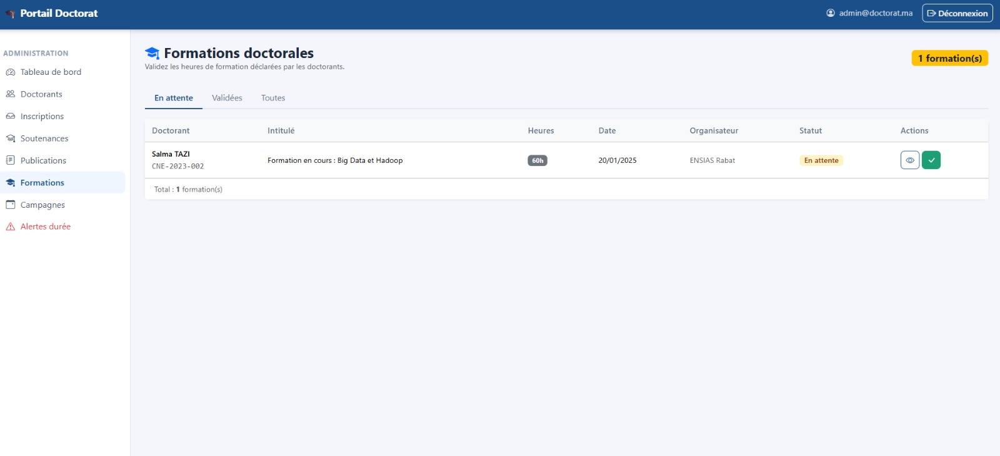 Portail Doctorat
admin@doctorat.ma
Déconnexion
ADMINISTRATION
Tableau de bord
Doctorants
Inscriptions
Soutenances
Publications
Formations
Campagnes
Alertes durée
Formations doctorales
Validez les heures de formation déclarées par les doctorants.
1 formation(s)
En attente Validées Toutes
Doctorant Intitulé Heures Date Organisateur Statut Actions
Salma TAZI
CNE-2023-002
Formation en cours : Big Data et Hadoop 60h 20/01/2025 ENSIAS Rabat En attente
Total : 1 formation(s)